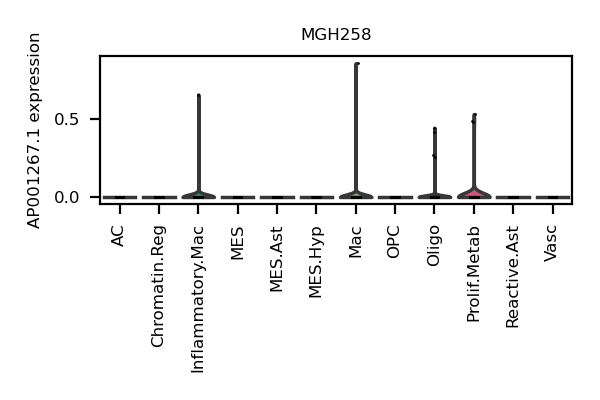 MGH258
AP001267.1 expression
0.5
0.0
AC
Chromatin.Reg
Inflammatory.Mac
MES
MES.Ast
MES.Hyp
Mac
OPC
Oligo
Prolif.Metab
Reactive.Ast
Vasc